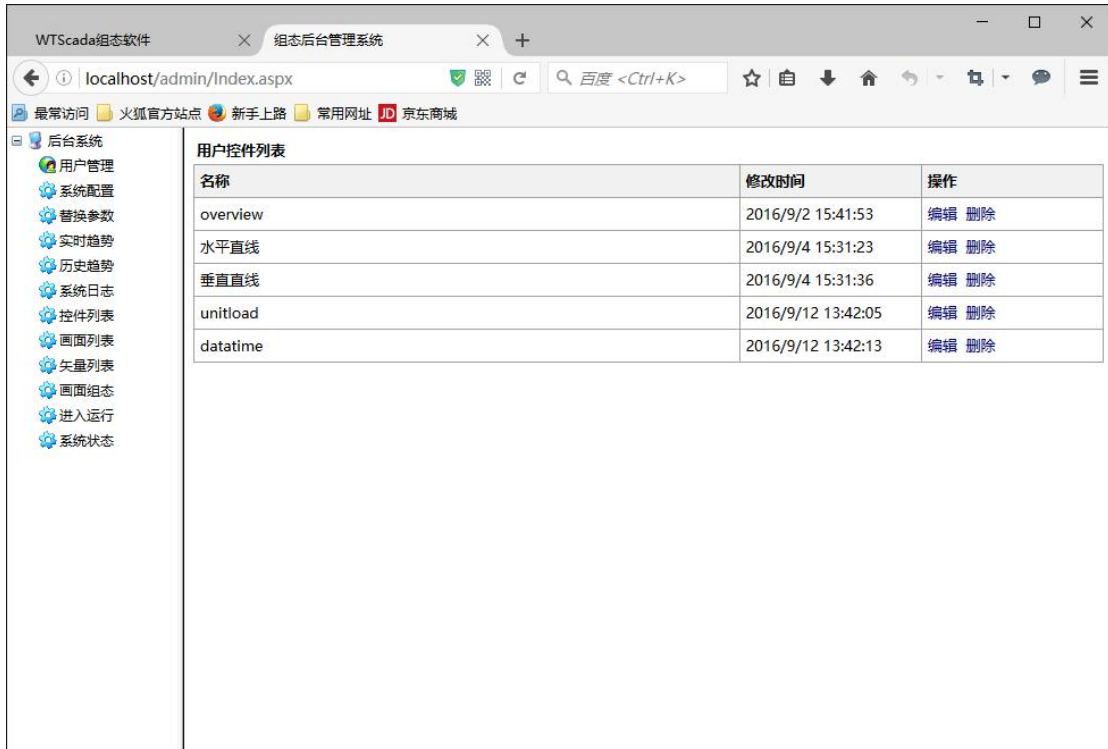 WTScada组态软件 组态后台管理系统
localhost/admin/Index.aspx 百度 <Ctrl+K>
最常访问 火狐官方站点 新手上路 常用网址 JD 京东商城
后台系统
用户管理
系统配置
替换参数
实时趋势
历史趋势
系统日志
控件列表
画面列表
矢量列表
画面组态
进入运行
系统状态
用户控件列表
名称 修改时间 操作
overview 2016/9/2 15:41:53 编辑 删除
水平直线 2016/9/4 15:31:23 编辑 删除
垂直直线 2016/9/4 15:31:36 编辑 删除
unitload 2016/9/12 13:42:05 编辑 删除
datatime 2016/9/12 13:42:13 编辑 删除